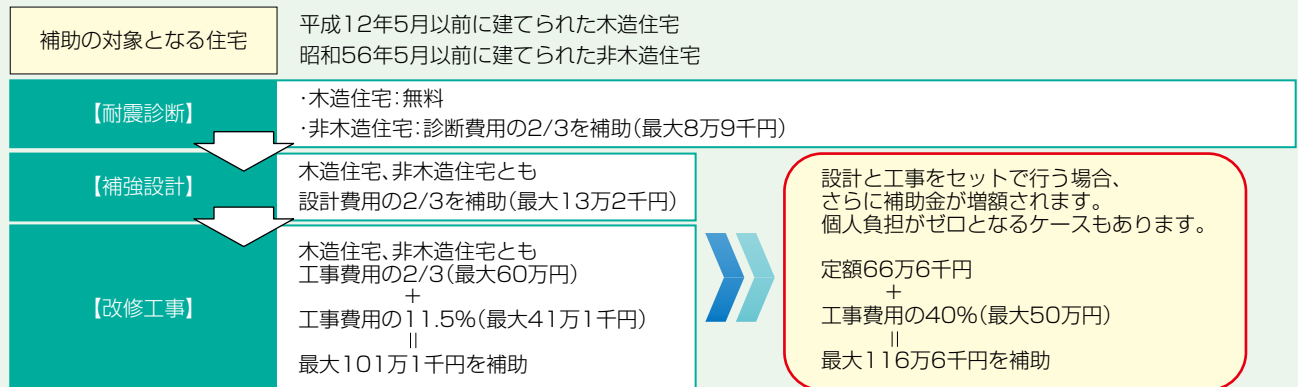 補助の対象となる住宅
平成12年5月以前に建てられた木造住宅
昭和56年5月以前に建てられた非木造住宅
【耐震診断】
・木造住宅：無料
・非木造住宅：診断費用の2/3を補助（最大8万9千円）
【補強設計】
木造住宅、非木造住宅とも
設計費用の2/3を補助（最大13万2千円）
【改修工事】
木造住宅、非木造住宅とも
工事費用の2/3（最大60万円）
＋
工事費用の11.5%（最大41万1千円）
＝
最大101万1千円を補助
設計と工事をセットで行う場合、
さらに補助金が増額されます。
個人負担がゼロとなるケースもあります。
定額66万6千円
＋
工事費用の40%（最大50万円）
＝
最大116万6千円を補助